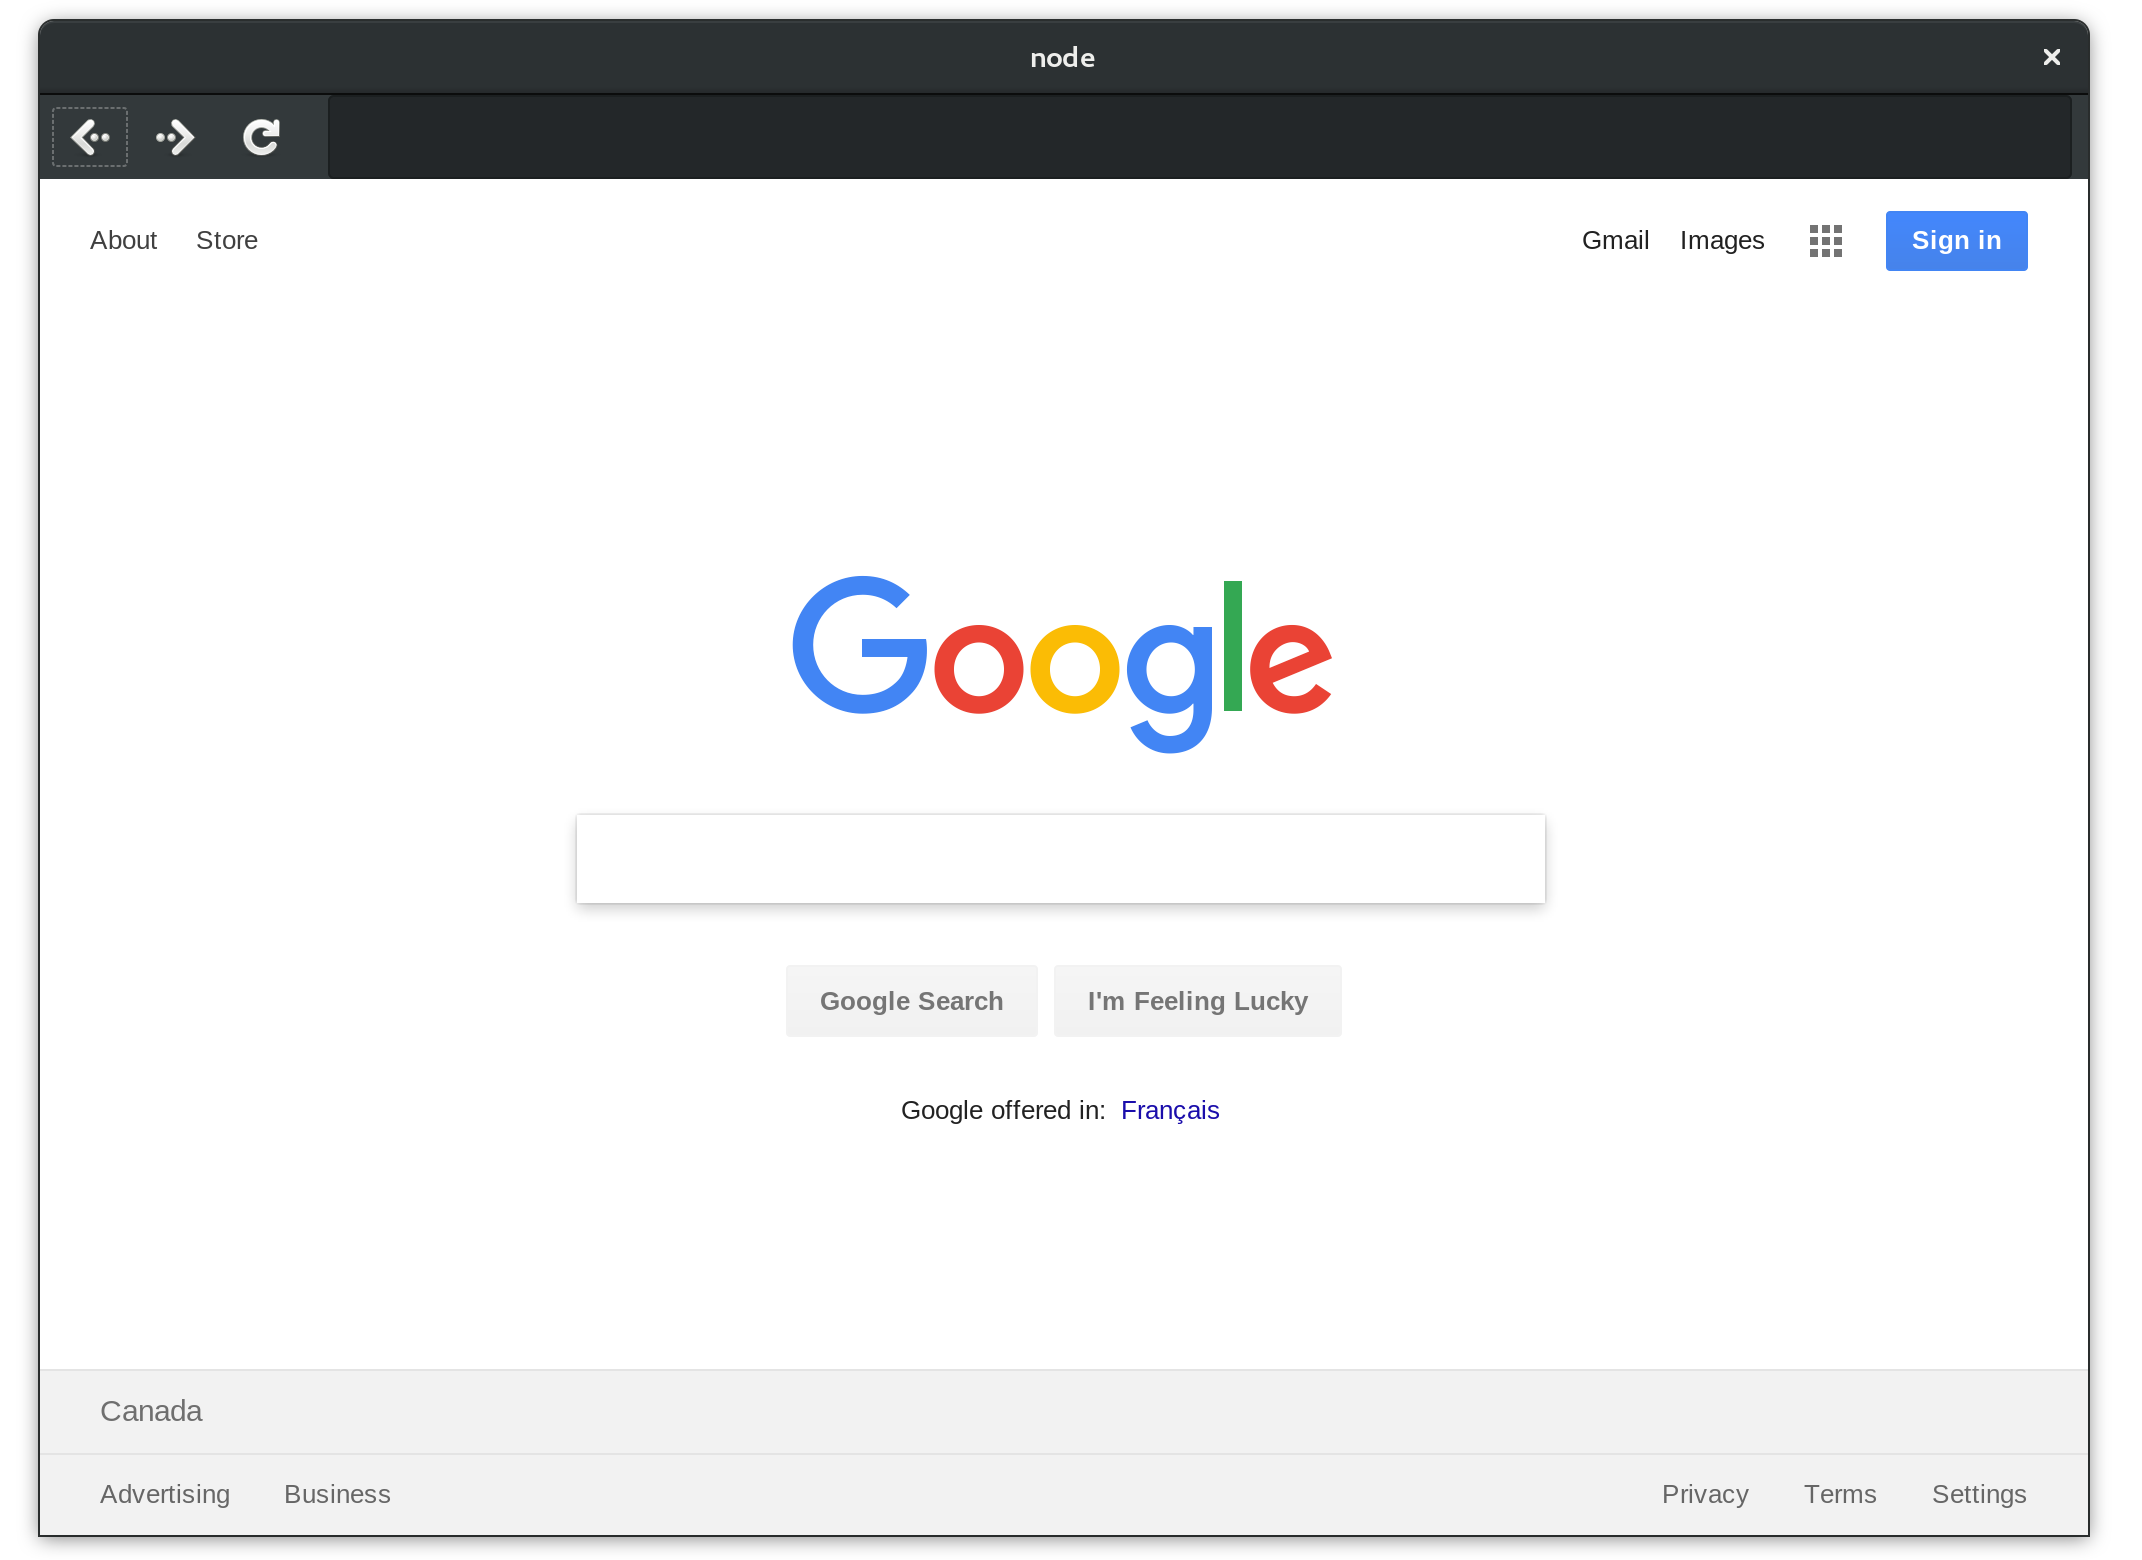 node
About Store Gmail Images Sign in
Google
Google Search I'm Feeling Lucky
Google offered in: Français
Canada
Advertising Business Privacy Terms Settings